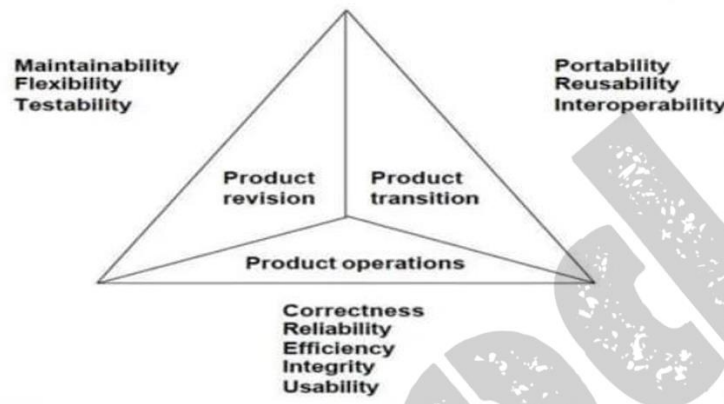 Maintainability
Flexibility
Testability
Portability
Reusability
Interoperability
Product
revision
Product
transition
Product operations
Correctness
Reliability
Efficiency
Integrity
Usability